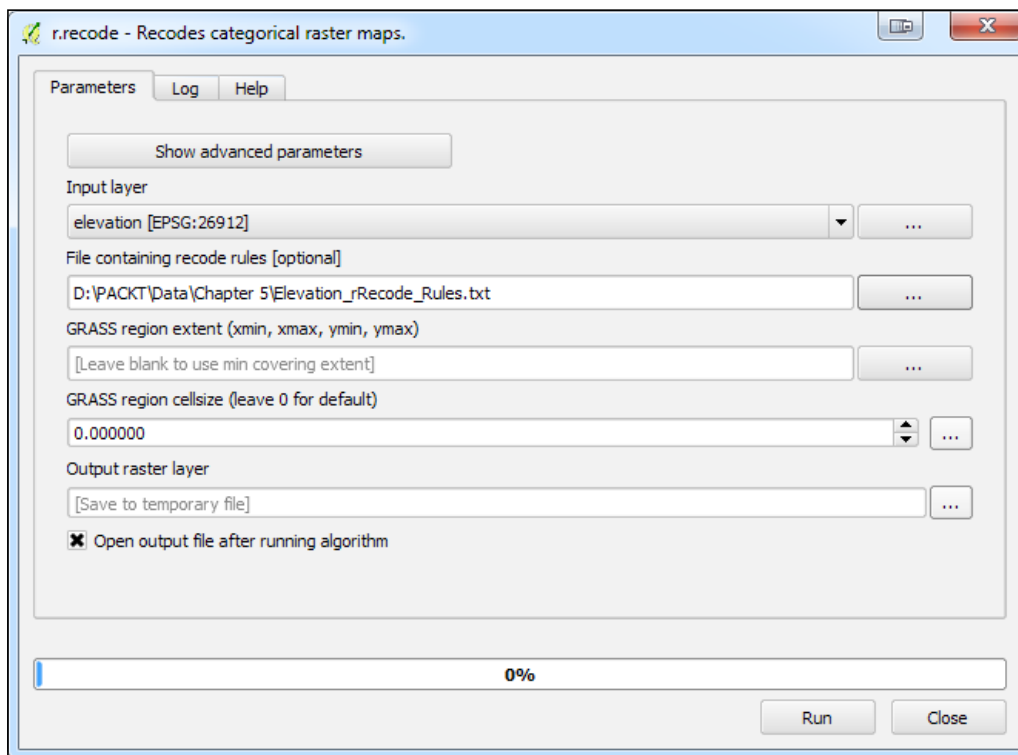 r.recode - Recodes categorical raster maps.
Parameters Log Help
Show advanced parameters
Input layer
elevation [EPSG:26912] ...
File containing recode rules [optional]
D:\PACKT\Data\Chapter 5\Elevation_rRecode_Rules.txt ...
GRASS region extent (xmin, xmax, ymin, ymax)
[Leave blank to use min covering extent] ...
GRASS region cellsize (leave 0 for default)
0.000000 ...
Output raster layer
[Save to temporary file] ...
Open output file after running algorithm
0%
Run Close